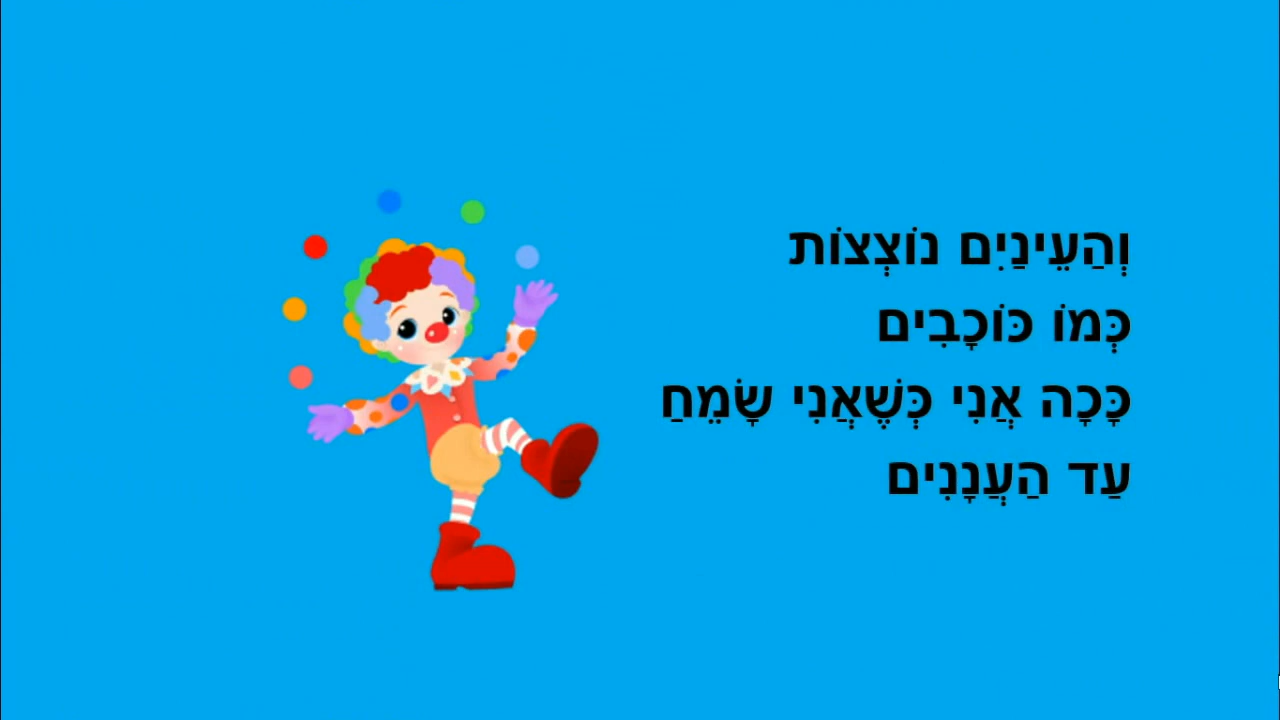 וְהַעֵינַיִם נוֹצְצוֹת
כְּמוֹ כּוֹכָבִים
כָּכָה אֲנִי כְּשֶׁאֲנִי שָׂמֵחַ
עַד הַעֲנָנִים